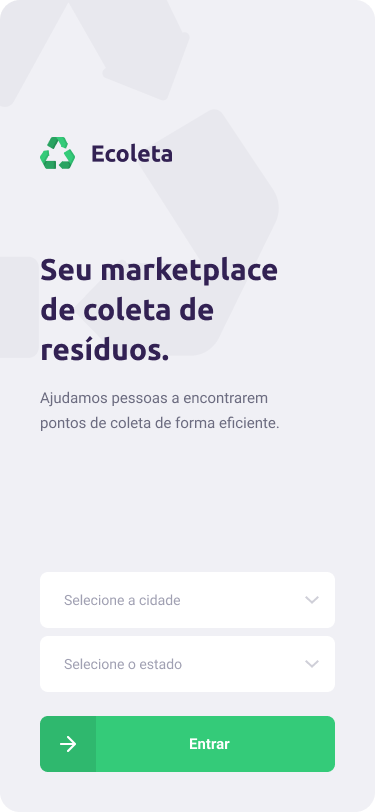 Ecoleta
Seu marketplace
de coleta de
resíduos.
Ajudamos pessoas a encontrarem
pontos de coleta de forma eficiente.
Selecione a cidade
Selecione o estado
Entrar